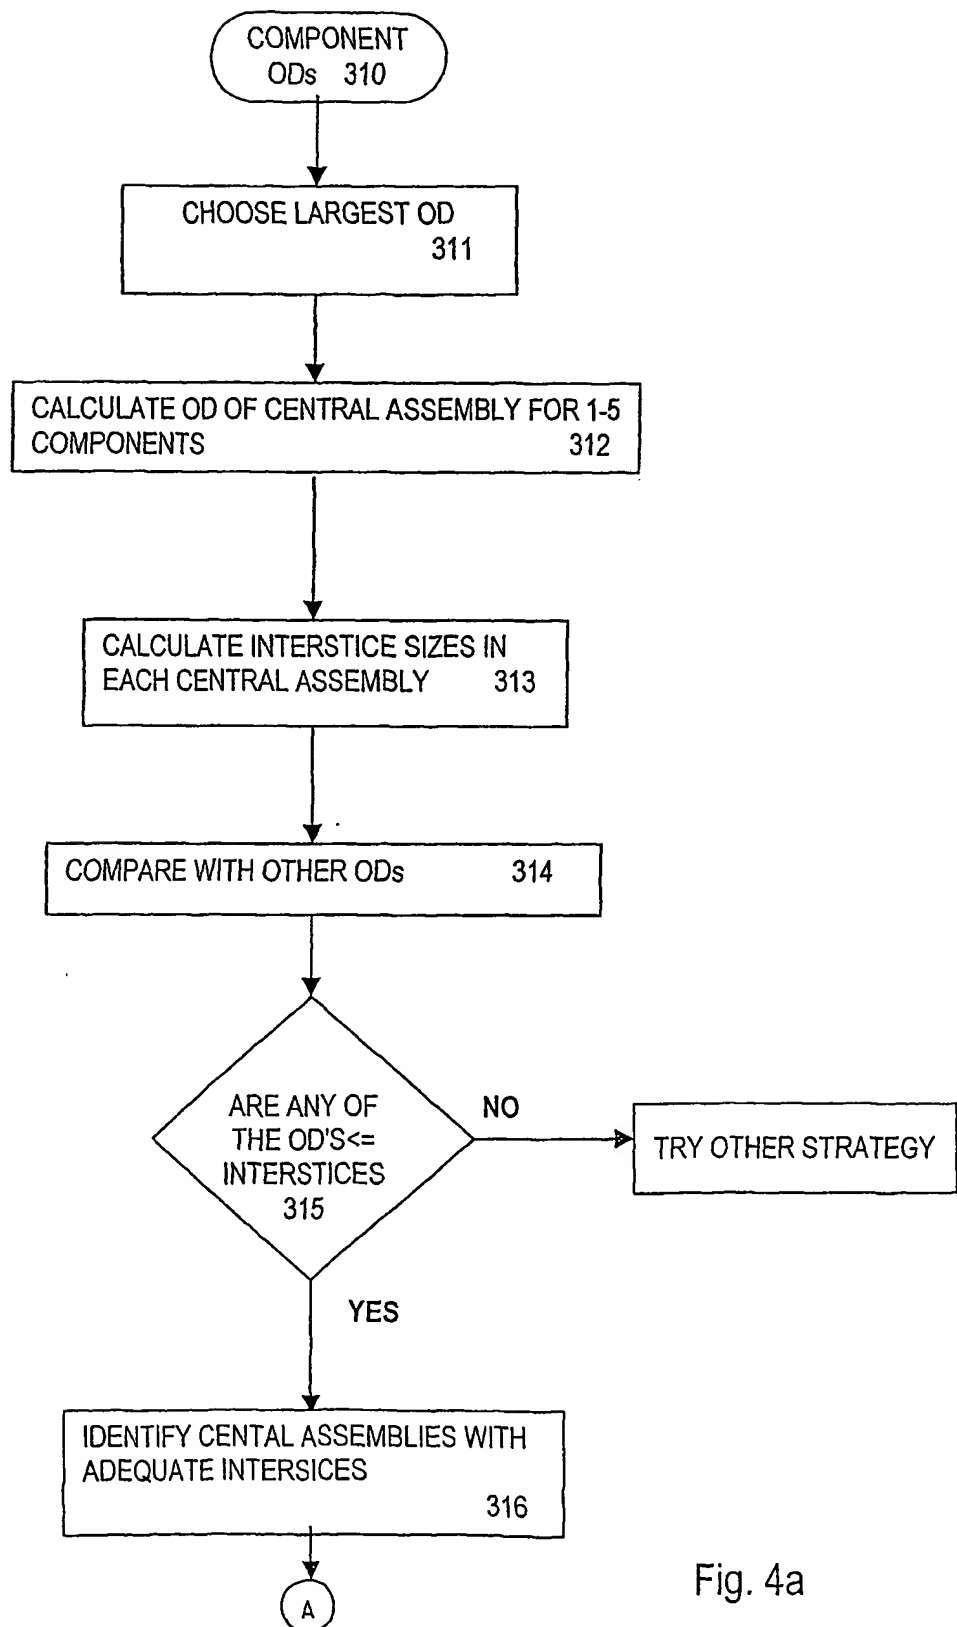 COMPONENT
ODs 310
CHOOSE LARGEST OD
311
CALCULATE OD OF CENTRAL ASSEMBLY FOR 1-5
COMPONENTS 312
CALCULATE INTERSTICE SIZES IN
EACH CENTRAL ASSEMBLY 313
COMPARE WITH OTHER ODs 314
ARE ANY OF
THE OD'S<=
INTERSTICES
315
NO
TRY OTHER STRATEGY
YES
IDENTIFY CENTAL ASSEMBLIES WITH
ADEQUATE INTERSICES
316
A
Fig. 4a